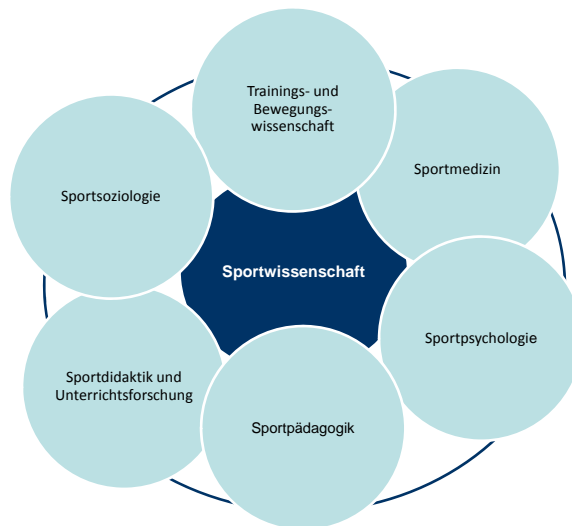 Trainings- und
Bewegungs-
wissenschaft
Sportmedizin
Sportsoziologie
Sportwissenschaft
Sportpsychologie
Sportdidaktik und
Unterrichtsforschung
Sportpädagogik